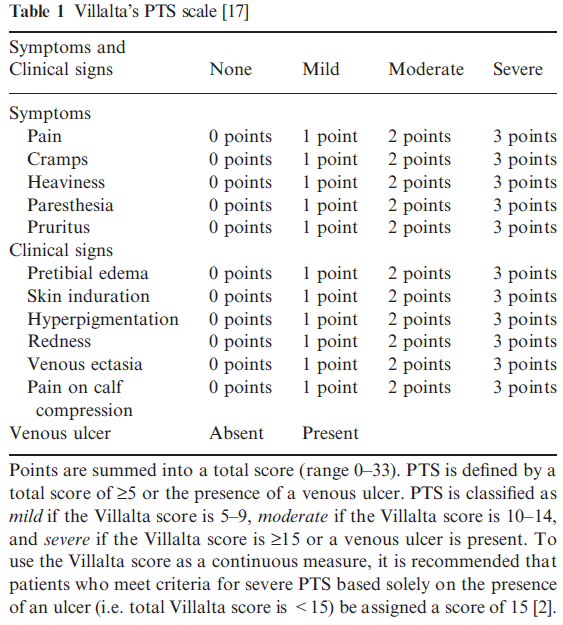 Table 1 Villalta's PTS scale [17]
Symptoms and
Clinical signs None Mild Moderate Severe
Symptoms
Pain 0 points 1 point 2 points 3 points
Cramps 0 points 1 point 2 points 3 points
Heaviness 0 points 1 point 2 points 3 points
Paresthesia 0 points 1 point 2 points 3 points
Pruritus 0 points 1 point 2 points 3 points
Clinical signs
Pretibial edema 0 points 1 point 2 points 3 points
Skin induration 0 points 1 point 2 points 3 points
Hyperpigmentation 0 points 1 point 2 points 3 points
Redness 0 points 1 point 2 points 3 points
Venous ectasia 0 points 1 point 2 points 3 points
Pain on calf 0 points 1 point 2 points 3 points
compression
Venous ulcer Absent Present
Points are summed into a total score (range 0–33). PTS is defined by a
total score of ≥5 or the presence of a venous ulcer. PTS is classified as
mild if the Villalta score is 5–9, moderate if the Villalta score is 10–14,
and severe if the Villalta score is ≥15 or a venous ulcer is present. To
use the Villalta score as a continuous measure, it is recommended that
patients who meet criteria for severe PTS based solely on the presence
of an ulcer (i.e. total Villalta score is <15) be assigned a score of 15 [2].